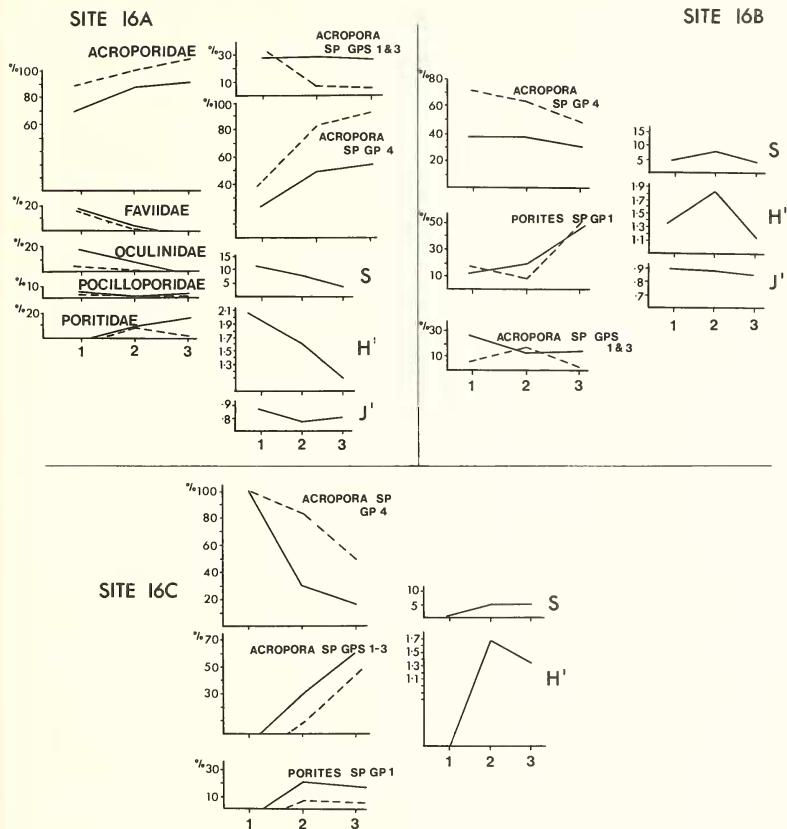 SITE 16A
ACROPORIDAE
%100
80
60
FAVIIDAE
%20
OCULINIDAE
%20
POCILLOPORIDAE
%10
PORITIDAE
%20
1 2 3
ACROPORA
SP GPS 1&3
%30
10
%100
80
60
40
ACROPORA
SP GP 4
15
10
5
S
2·1
1·9
1·7
1·5
1·3
H'
·9
·8
J'
1 2 3
SITE 16B
%80
60
40
20
ACROPORA
SP GP 4
PORITES SP GP 1
%50
30
10
%30
10
ACROPORA SP GPS
1&3
1 2 3
15
10
5
S
1·9
1·7
1·5
1·3
1·1
H'
·9
·7
J'
1 2 3
SITE 16C
%100
80
60
40
20
ACROPORA SP
GP 4
%70
50
30
ACROPORA SP GPS 1-3
%30
10
PORITES SP GP 1
1 2 3
10
5
S
1·7
1·5
1·3
1·1
H'
1 2 3